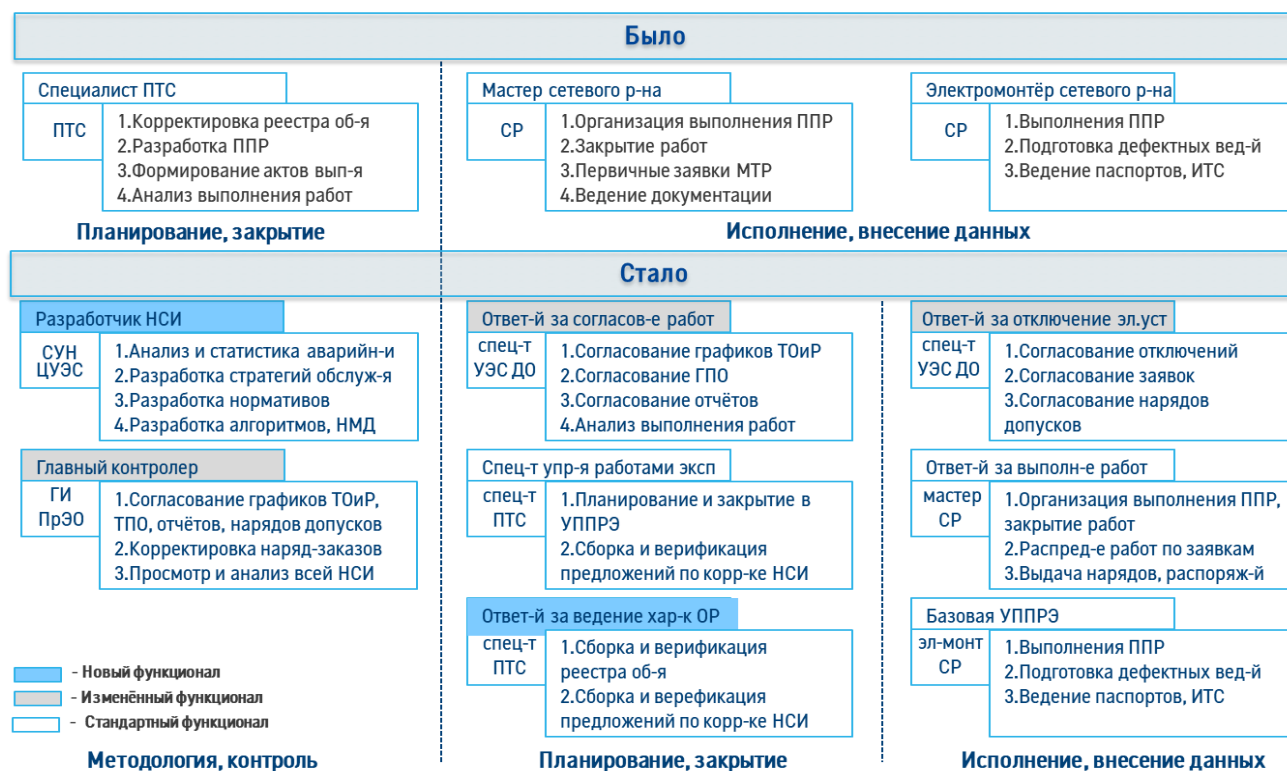 Было
Специалист ПТС
ПТС
1.Корректировка реестра об-я
2.Разработка ППР
3.Формирование актов вып-я
4.Анализ выполнения работ
Мастер сетевого р-на
СР
1.Организация выполнения ППР
2.Закрытие работ
3.Первичные заявки МТР
4.Ведение документации
Электромонтёр сетевого р-на
СР
1.Выполнения ППР
2.Подготовка дефектных вед-й
3.Ведение паспортов, ИТС
Планирование, закрытие
Исполнение, внесение данных
Стало
Разработчик НСИ
СУН
ЦУЭС
1.Анализ и статистика аварийн-и
2.Разработка стратегий обслуж-я
3.Разработка нормативов
4.Разработка алгоритмов, НМД
Главный контролер
ГИ
ПрЭО
1.Согласование графиков ТОиР,
ТПО, отчётов, нарядов допусков
2.Корректировка наряд-заказов
3.Просмотр и анализ всей НСИ
- Новый функционал
- Изменённый функционал
- Стандартный функционал
Методология, контроль
Ответ-й за согласов-е работ
спец-т
УЭС ДО
1.Согласование графиков ТОиР
2.Согласование ГПО
3.Согласование отчётов
4.Анализ выполнения работ
Спец-т упр-я работами эксп
спец-т
ПТС
1.Планирование и закрытие в
УППРЭ
2.Сборка и верификация
предложений по корр-ке НСИ
Ответ-й за ведение хар-к ОР
спец-т
ПТС
1.Сборка и верификация
реестра об-я
2.Сборка и верефикация
предложений по корр-ке НСИ
Планирование, закрытие
Ответ-й за отключение эл.уст
спец-т
УЭС ДО
1.Согласование отключений
2.Согласование заявок
3.Согласование нарядов
допусков
Ответ-й за выполн-е работ
мастер
СР
1.Организация выполнения ППР,
закрытие работ
2.Распред-е работ по заявкам
3.Выдача нарядов, распоряж-й
Базовая УППРЭ
эл-монт
СР
1.Выполнения ППР
2.Подготовка дефектных вед-й
3.Ведение паспортов, ИТС
Исполнение, внесение данных